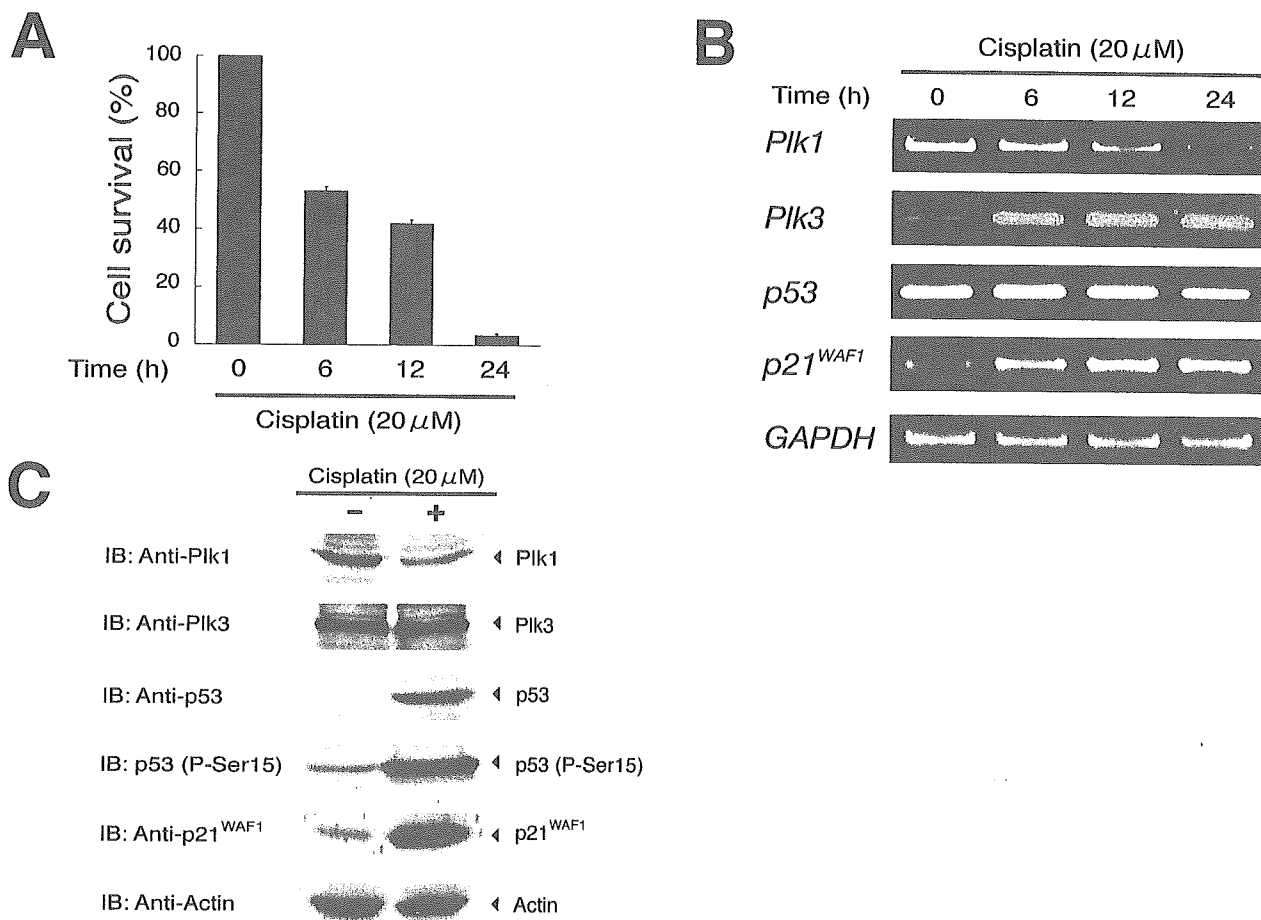 A
Cell survival (%)
100
80
60
40
20
0
Time (h) 0 6 12 24
Cisplatin (20 μM)
B
Cisplatin (20 μM)
Time (h) 0 6 12 24
Plk1
Plk3
p53
p21WAF1
GAPDH
C
Cisplatin (20 μM)
− +
IB: Anti-Plk1 Plk1
IB: Anti-Plk3 Plk3
IB: Anti-p53 p53
IB: p53 (P-Ser15) p53 (P-Ser15)
IB: Anti-p21WAF1 p21WAF1
IB: Anti-Actin Actin